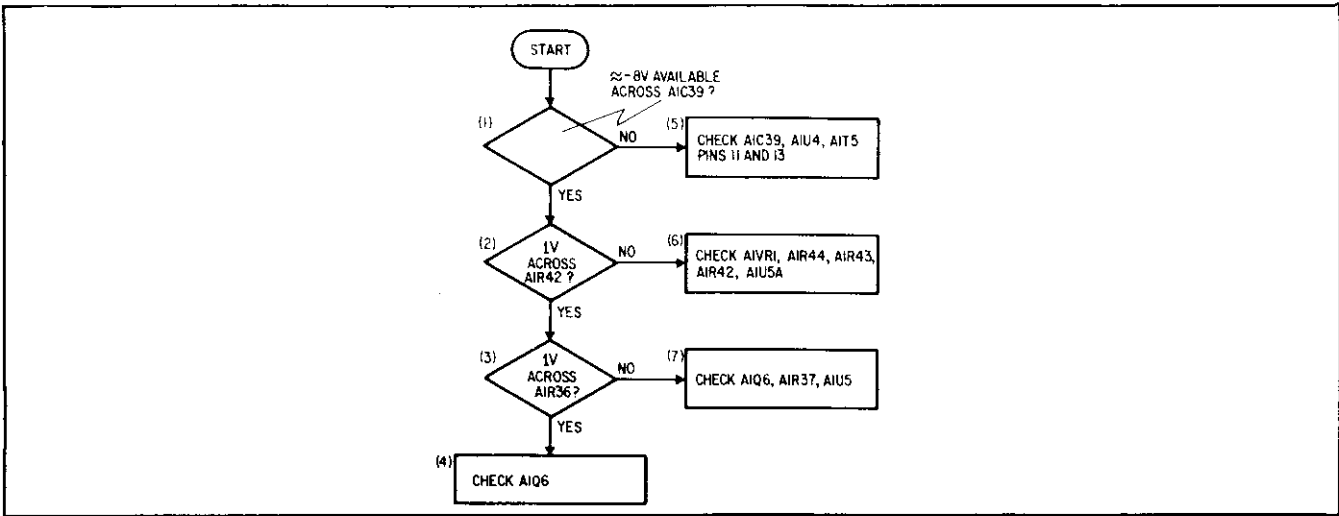 START
≈-8V AVAILABLE
ACROSS A1C39 ?
(1)
NO
(5)
CHECK A1C39, A1U4, A1T5
PINS 11 AND 13
YES
(2)
1V
ACROSS
A1R42 ?
NO
(6)
CHECK A1VR1, A1R44, A1R43,
A1R42, A1U5A
YES
(3)
1V
ACROSS
A1R36?
NO
(7)
CHECK A1Q6, A1R37, A1U5
YES
(4)
CHECK A1Q6